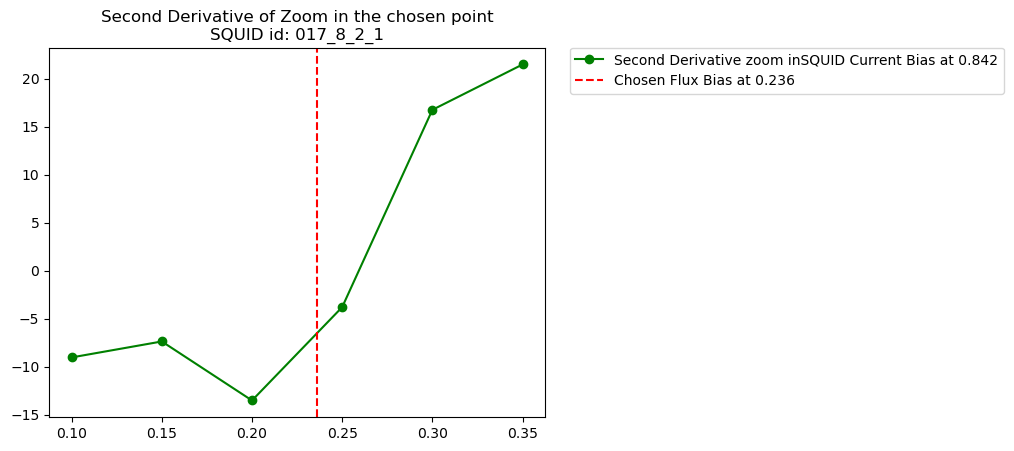 Second Derivative of Zoom in the chosen point
SQUID id: 017_8_2_1
20
15
10
5
0
−5
−10
−15
0.10 0.15 0.20 0.25 0.30 0.35
Second Derivative zoom inSQUID Current Bias at 0.842
Chosen Flux Bias at 0.236